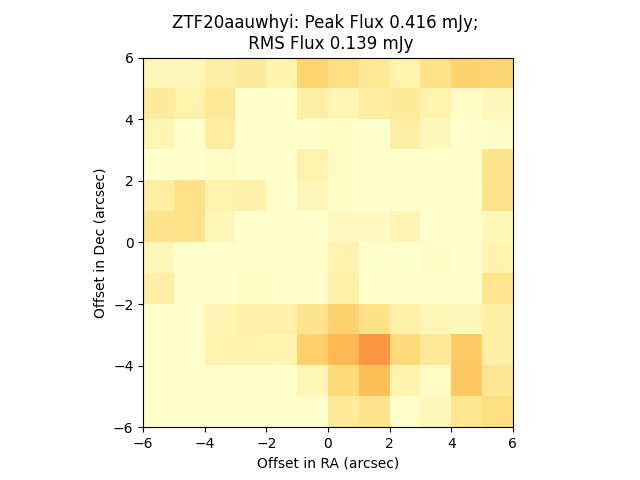 ZTF20aauwhyi: Peak Flux 0.416 mJy;
RMS Flux 0.139 mJy
6
4
2
0
−2
−4
−6
Offset in Dec (arcsec)
−6 −4 −2 0 2 4 6
Offset in RA (arcsec)